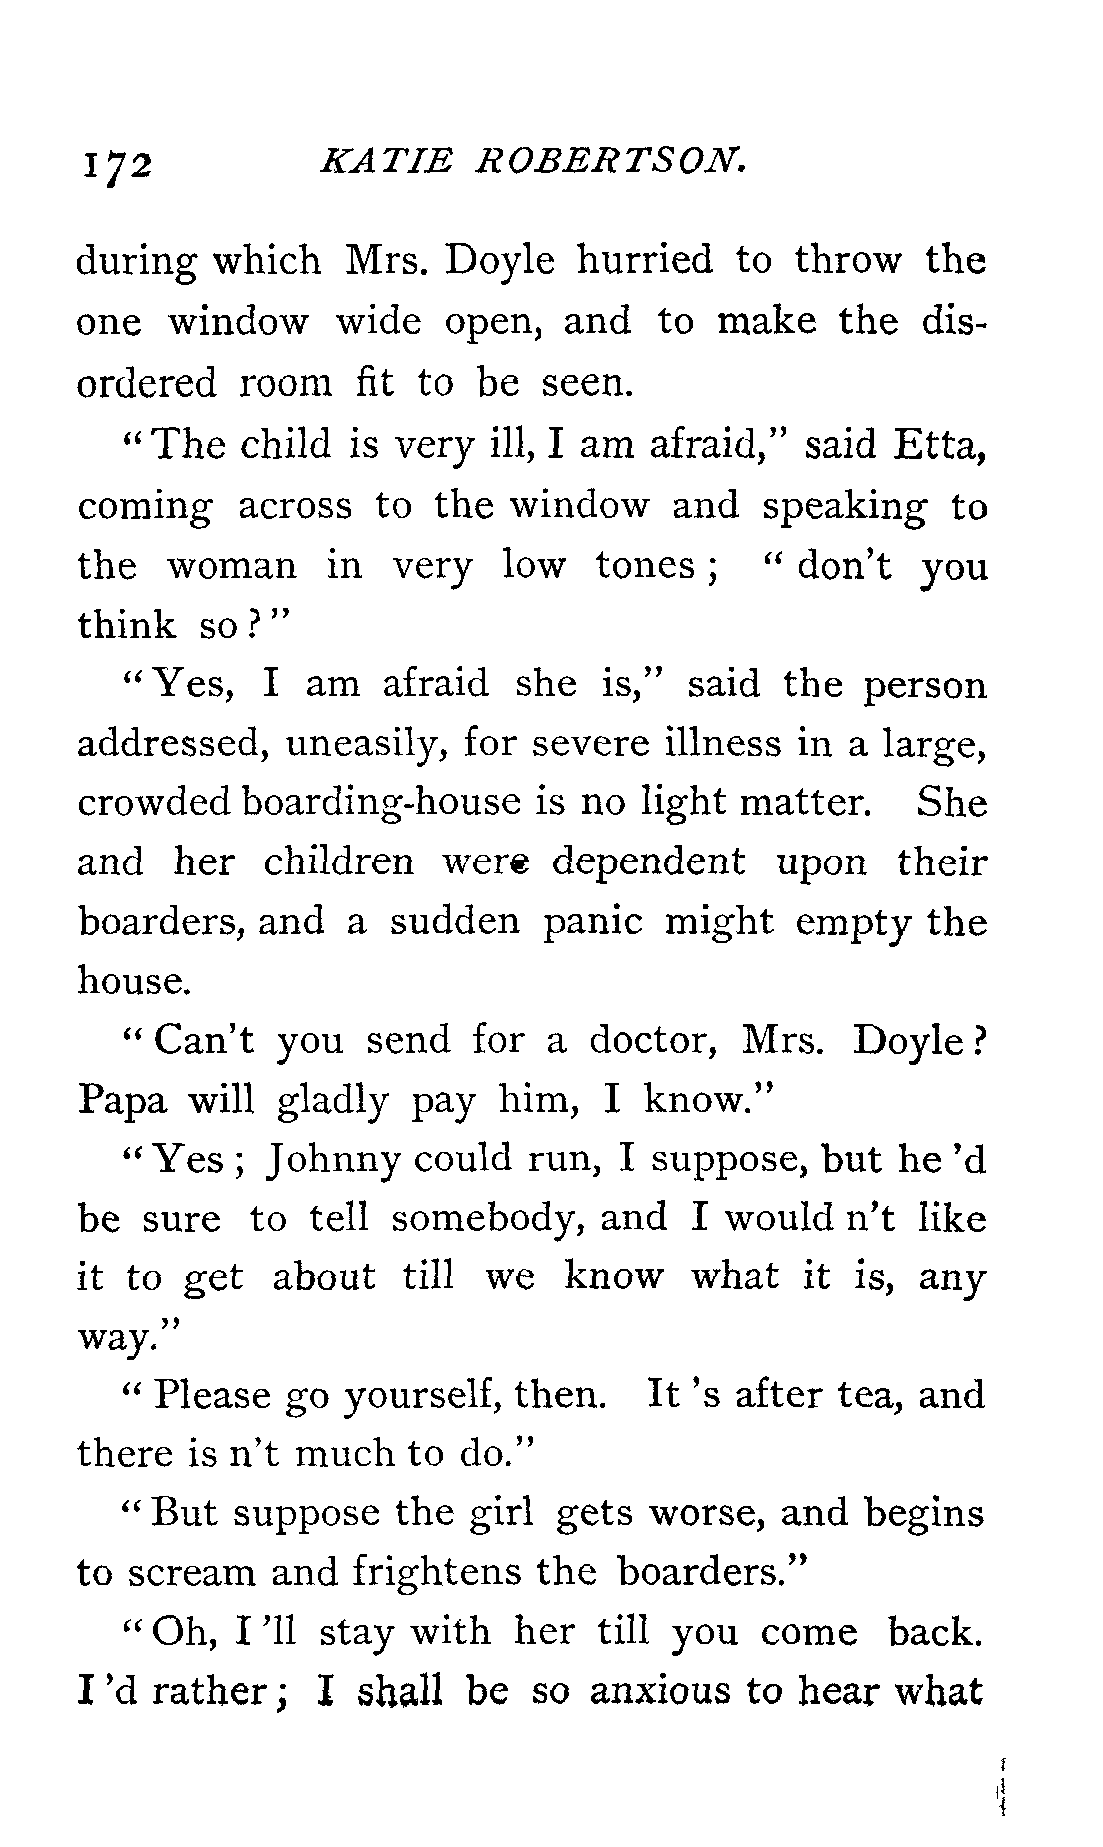 172 KATIE ROBERTSON.
during which Mrs. Doyle hurried to throw the
one window wide open, and to make the dis-
ordered room fit to be seen.
“The child is very ill, I am afraid,” said Etta,
coming across to the window and speaking to
the woman in very low tones; “don’t you
think so?”
“Yes, I am afraid she is,” said the person
addressed, uneasily, for severe illness in a large,
crowded boarding-house is no light matter. She
and her children were dependent upon their
boarders, and a sudden panic might empty the
house.
“Can’t you send for a doctor, Mrs. Doyle?
Papa will gladly pay him, I know.”
“Yes; Johnny could run, I suppose, but he ’d
be sure to tell somebody, and I would n’t like
it to get about till we know what it is, any
way.”
“Please go yourself, then. It ’s after tea, and
there is n’t much to do.”
“But suppose the girl gets worse, and begins
to scream and frightens the boarders.”
“Oh, I ’ll stay with her till you come back.
I ’d rather; I shall be so anxious to hear what